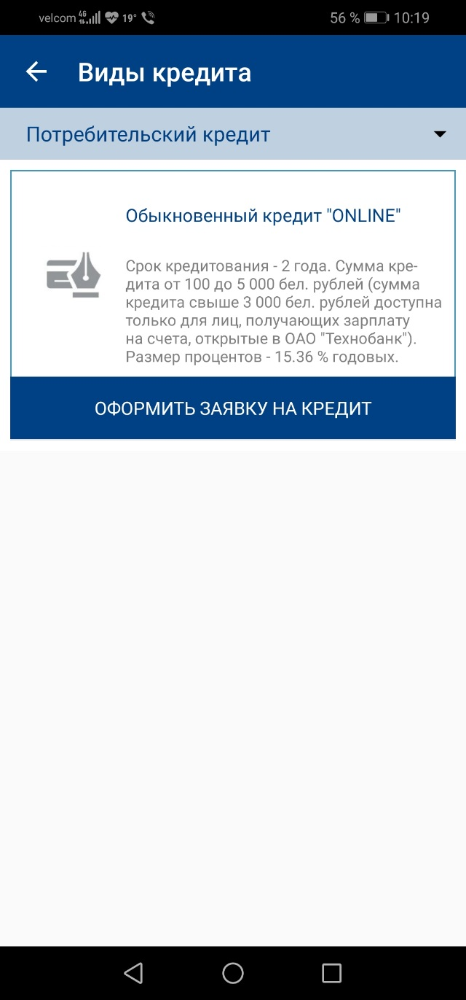 velcom 4G 19° 56 % 10:19
Виды кредита
Потребительский кредит
Обыкновенный кредит "ONLINE"
Срок кредитования - 2 года. Сумма кре-
дита от 100 до 5 000 бел. рублей (сумма
кредита свыше 3 000 бел. рублей доступна
только для лиц, получающих зарплату
на счета, открытые в ОАО "Технобанк").
Размер процентов - 15.36 % годовых.
ОФОРМИТЬ ЗАЯВКУ НА КРЕДИТ